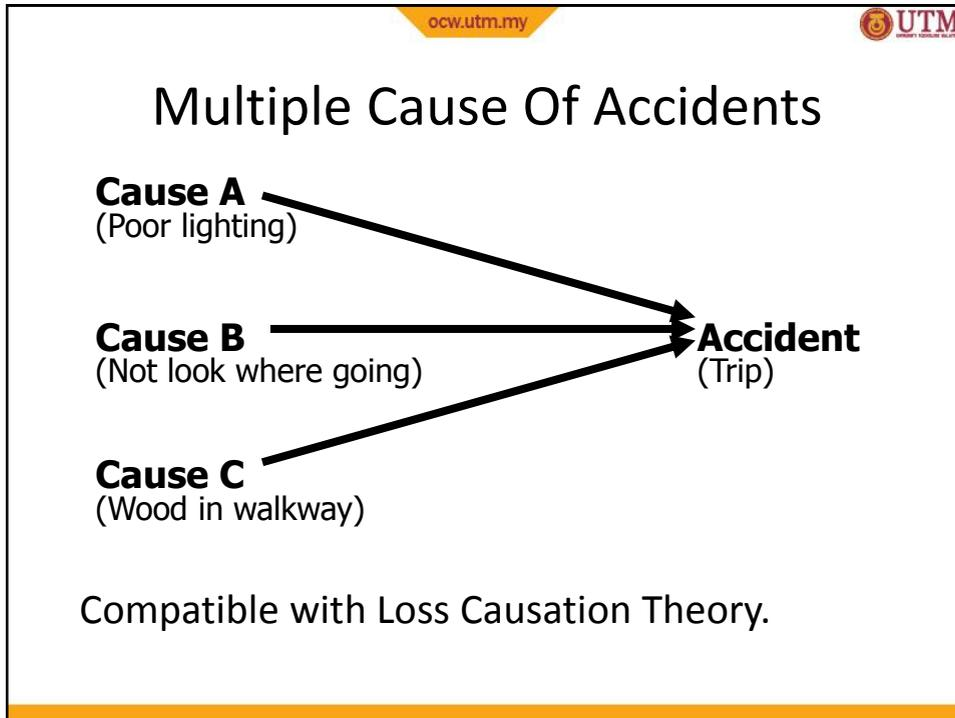 ocw.utm.my
UTM
Multiple Cause Of Accidents
Cause A
(Poor lighting)
Cause B
(Not look where going)
Accident
(Trip)
Cause C
(Wood in walkway)
Compatible with Loss Causation Theory.